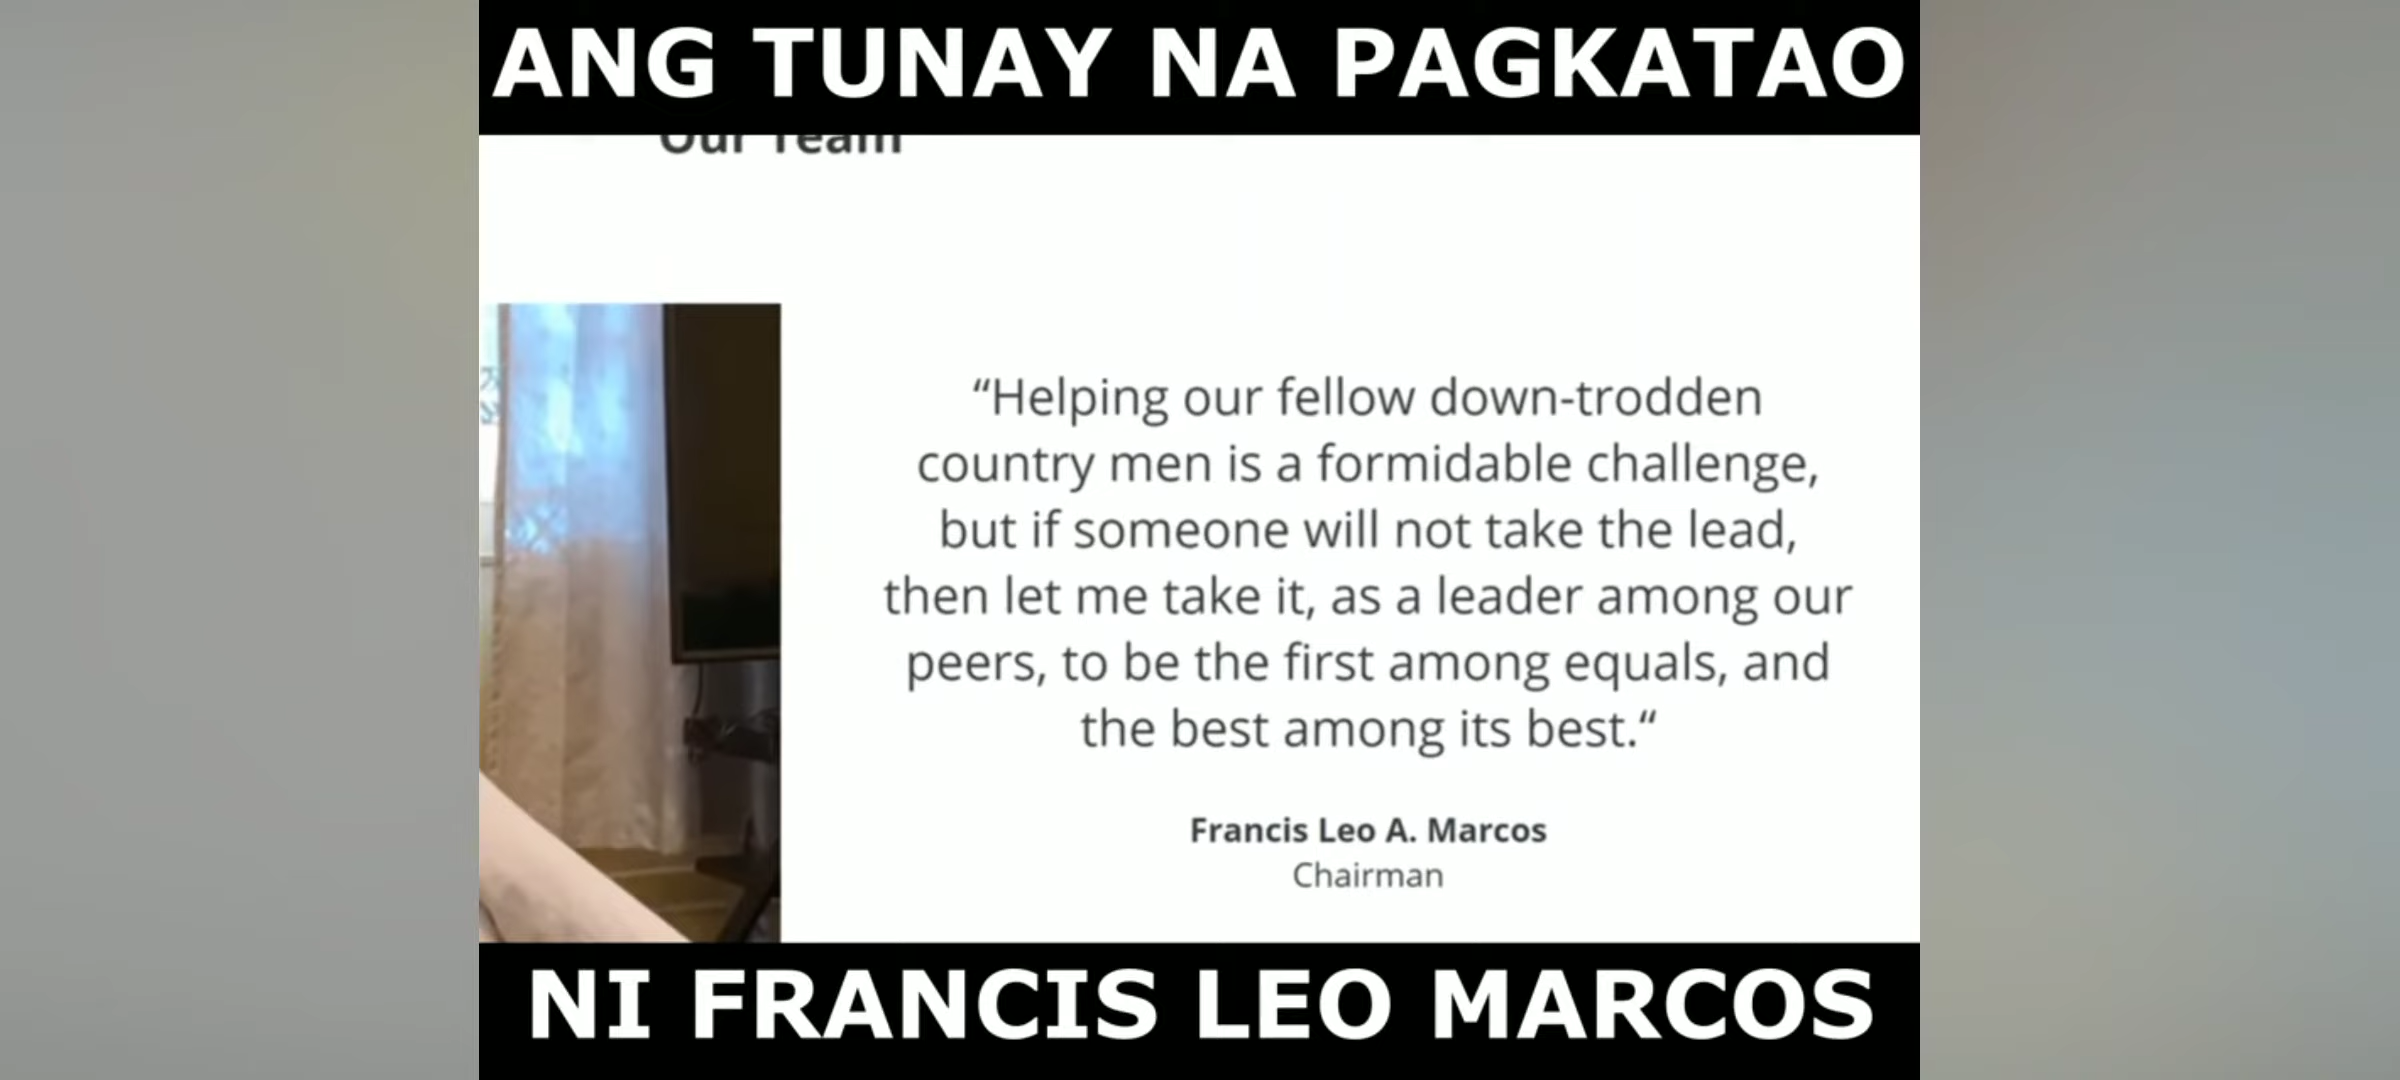 ANG TUNAY NA PAGKATAO
Our Team
“Helping our fellow down-trodden
country men is a formidable challenge,
but if someone will not take the lead,
then let me take it, as a leader among our
peers, to be the first among equals, and
the best among its best.“
Francis Leo A. Marcos
Chairman
NI FRANCIS LEO MARCOS